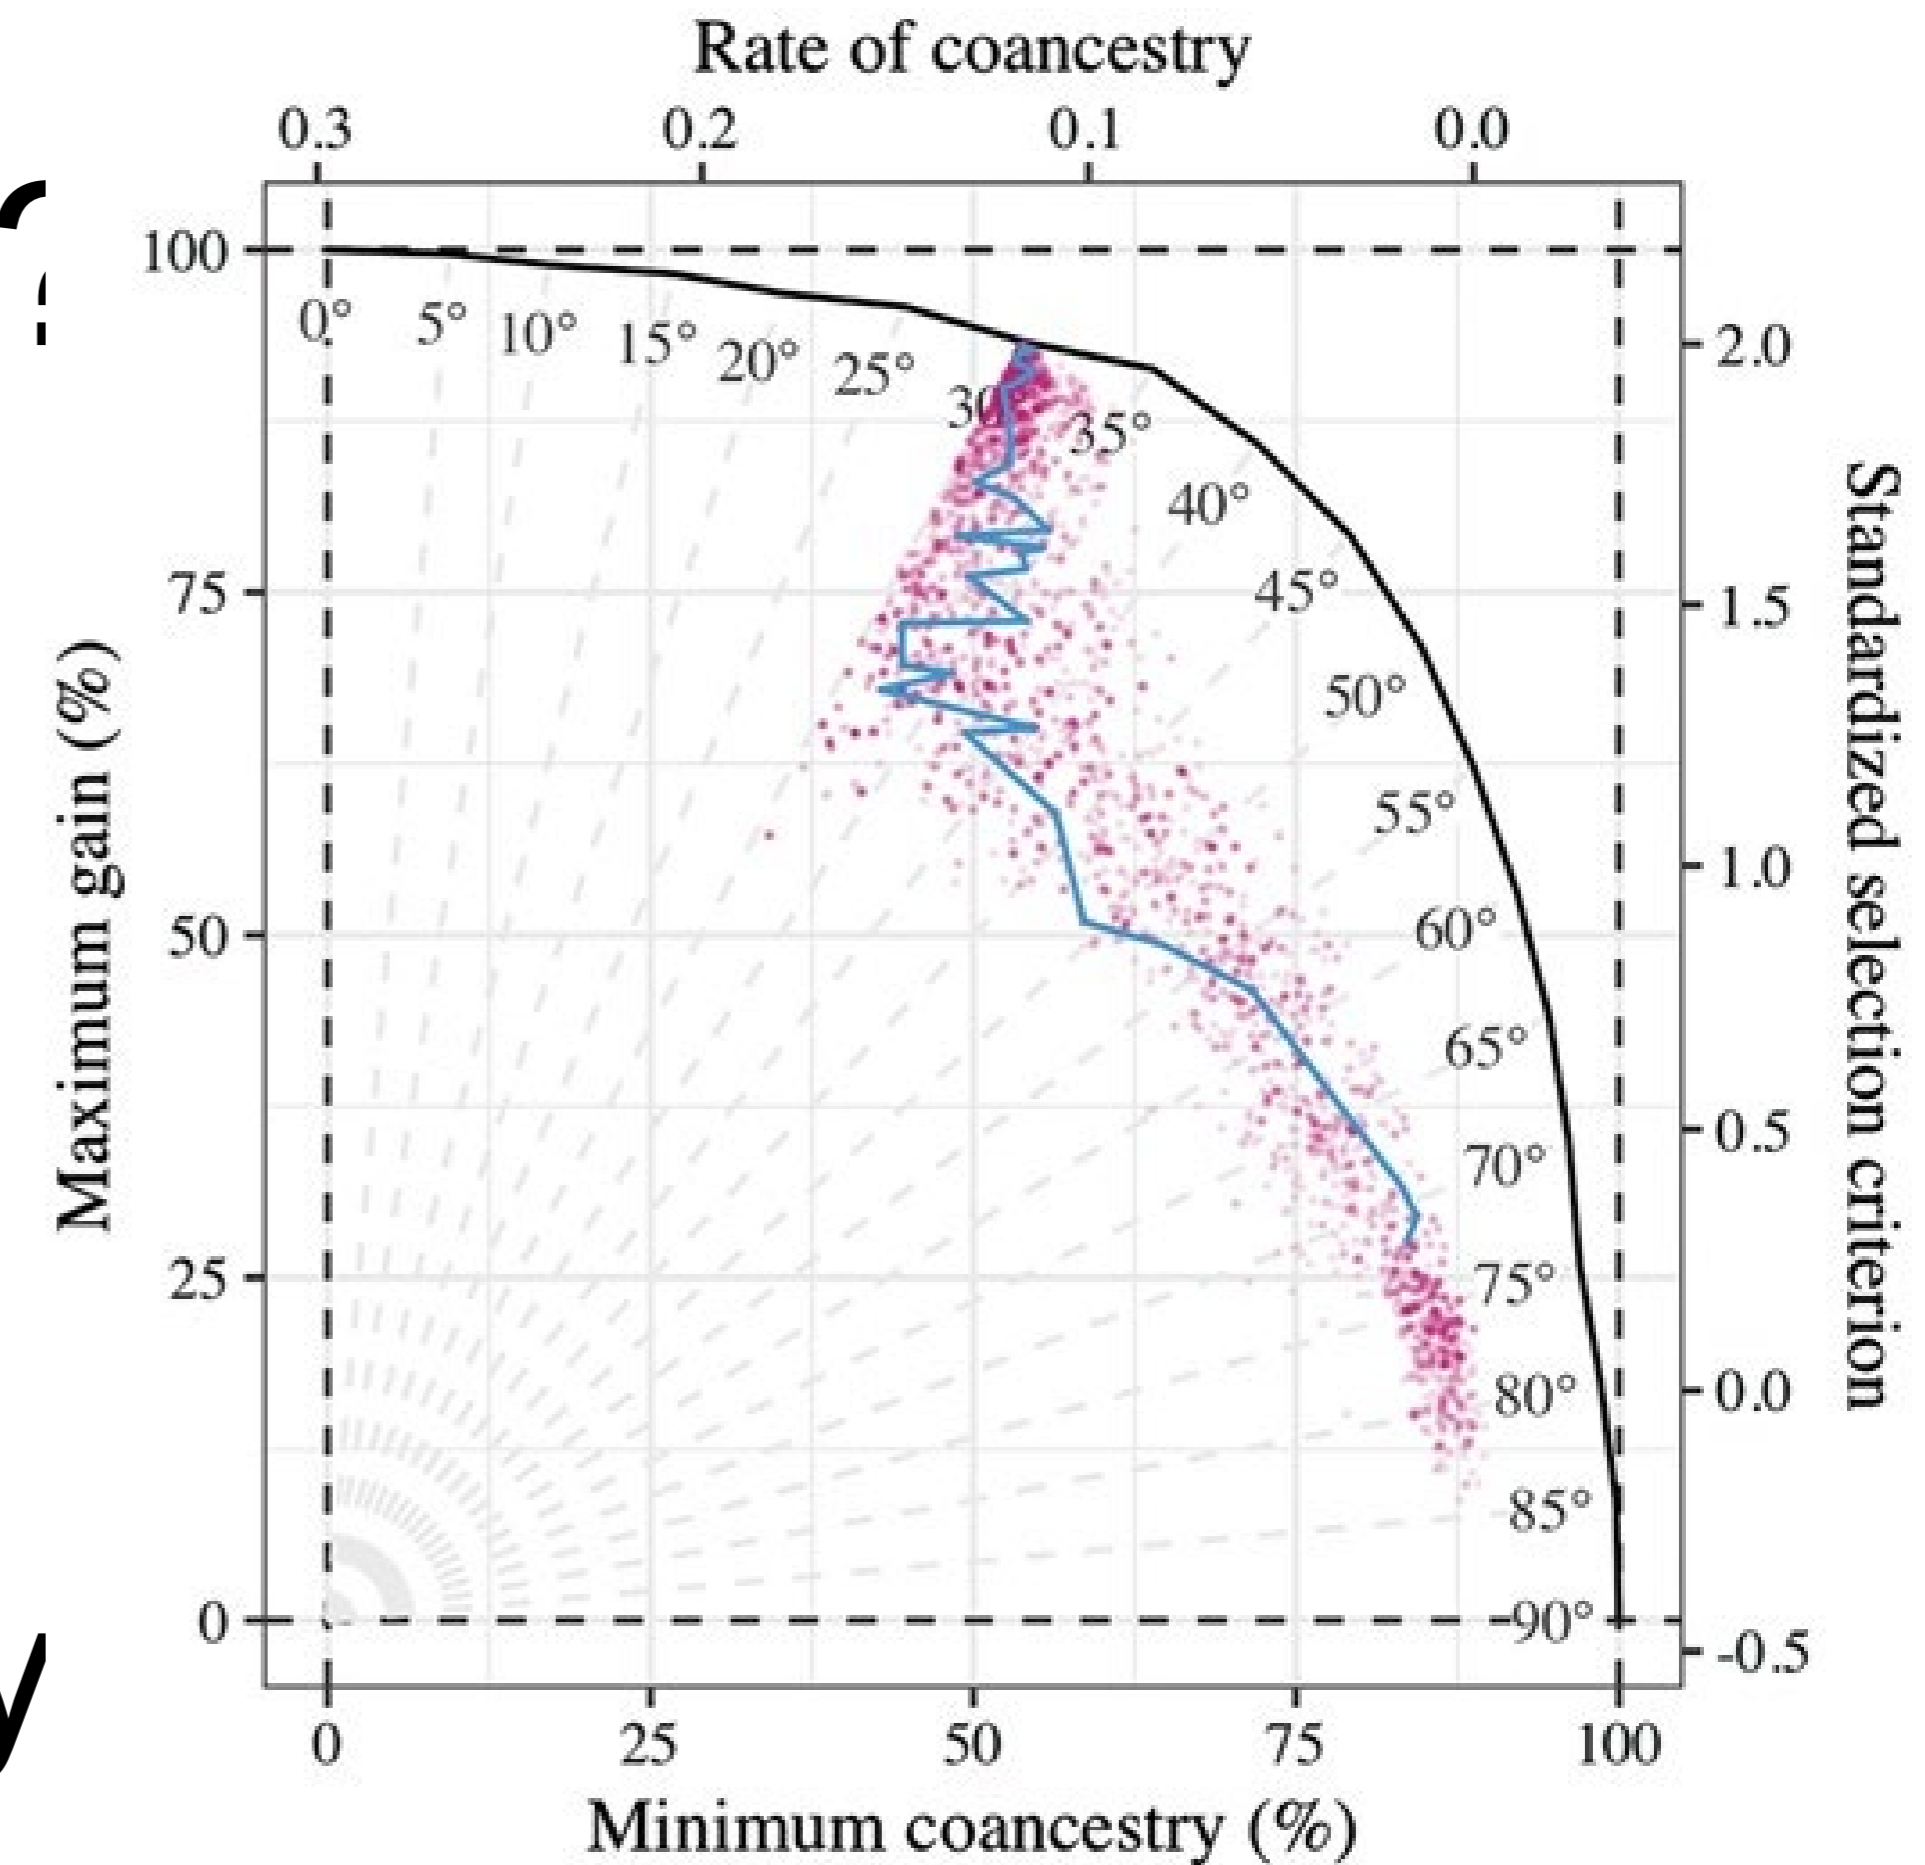 Rate of coancestry
0.3 0.2 0.1 0.0
100
75
50
25
0
Maximum gain (%)
0° 5° 10° 15° 20° 25° 30 35°
40°
45°
50°
55°
60°
65°
70°
75°
80°
85°
90°
2.0
1.5
1.0
0.5
0.0
-0.5
Standardized selection criterion
0 25 50 75 100
Minimum coancestry (%)
y